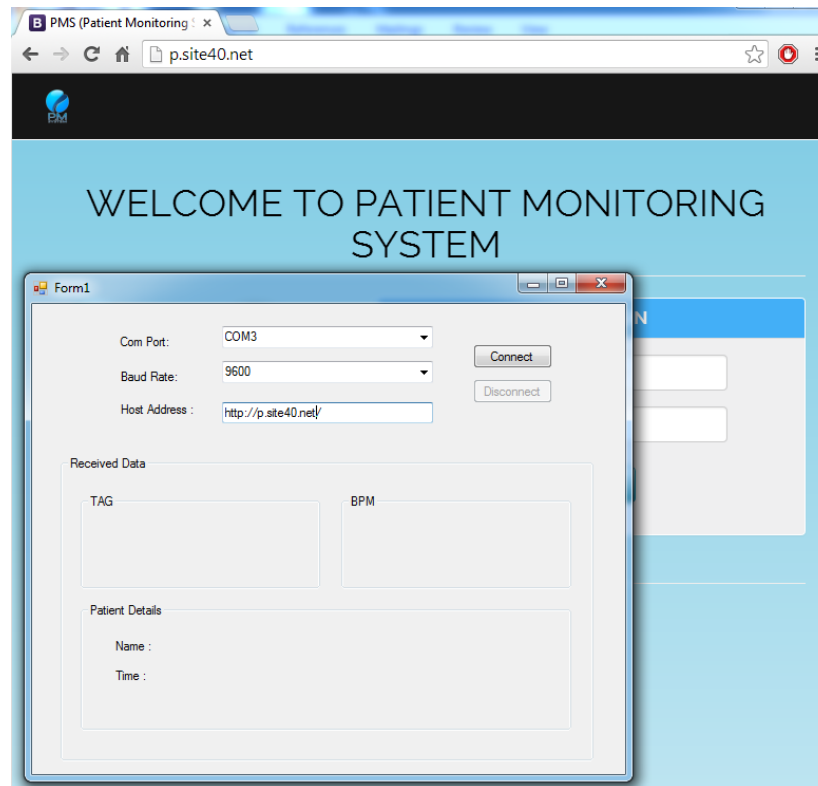 PMS (Patient Monitoring S
p.site40.net
PM
WELCOME TO PATIENT MONITORING
SYSTEM
N
Form1
Com Port:
COM3
Connect
Baud Rate:
9600
Disconnect
Host Address :
http://p.site40.net/
Received Data
TAG
BPM
Patient Details
Name :
Time :